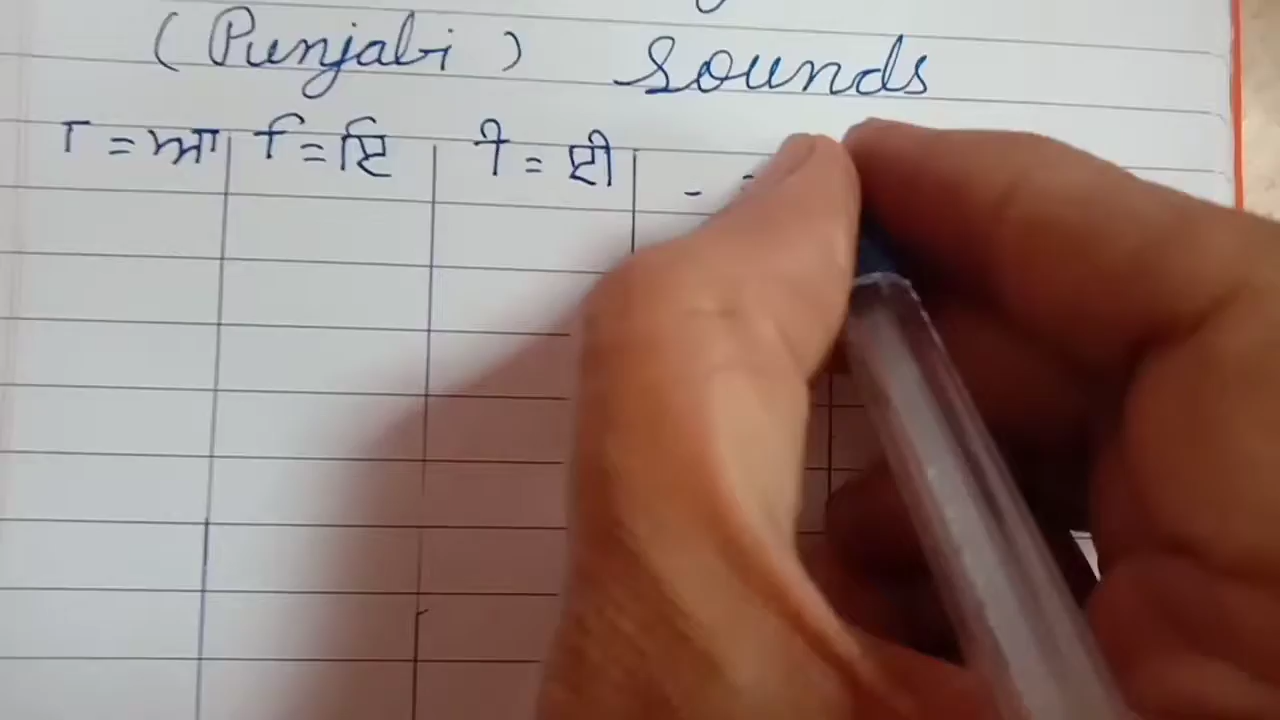 (Punjabi) Sounds
ਾ = ਆ ਿ = ਇ ੀ = ਈ - =